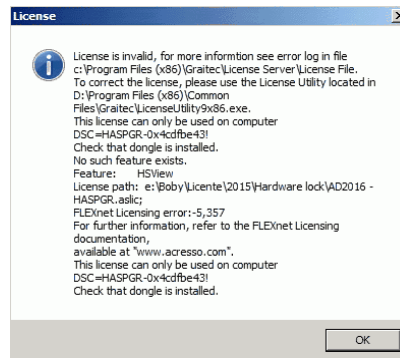 License
License is invalid, for more informtion see error log in file
c:\Program Files (x86)\Graitec\License Server\License File.
To correct the license, please use the License Utility located in
D:\Program Files (x86)\Common
Files\Graitec\LicenseUtility9x86.exe.
This license can only be used on computer
DSC=HASPGR-0x4cdfbe43!
Check that dongle is installed.
No such feature exists.
Feature: HSView
License path: e:\Boby\Licente\2015\Hardware lock\AD2016 -
HASPGR.aslic;
FLEXnet Licensing error:-5,357
For further information, refer to the FLEXnet Licensing
documentation,
available at "www.acresso.com".
This license can only be used on computer
DSC=HASPGR-0x4cdfbe43!
Check that dongle is installed.
OK